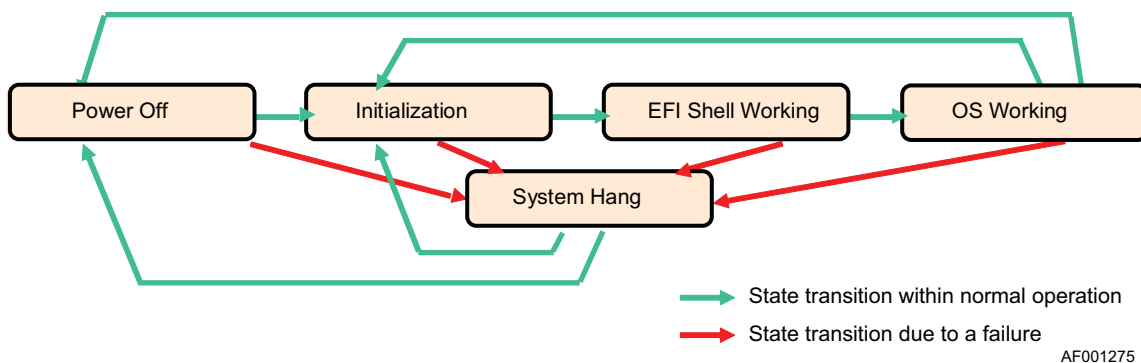 Power Off
Initialization
EFI Shell Working
OS Working
System Hang
State transition within normal operation
State transition due to a failure
AF001275